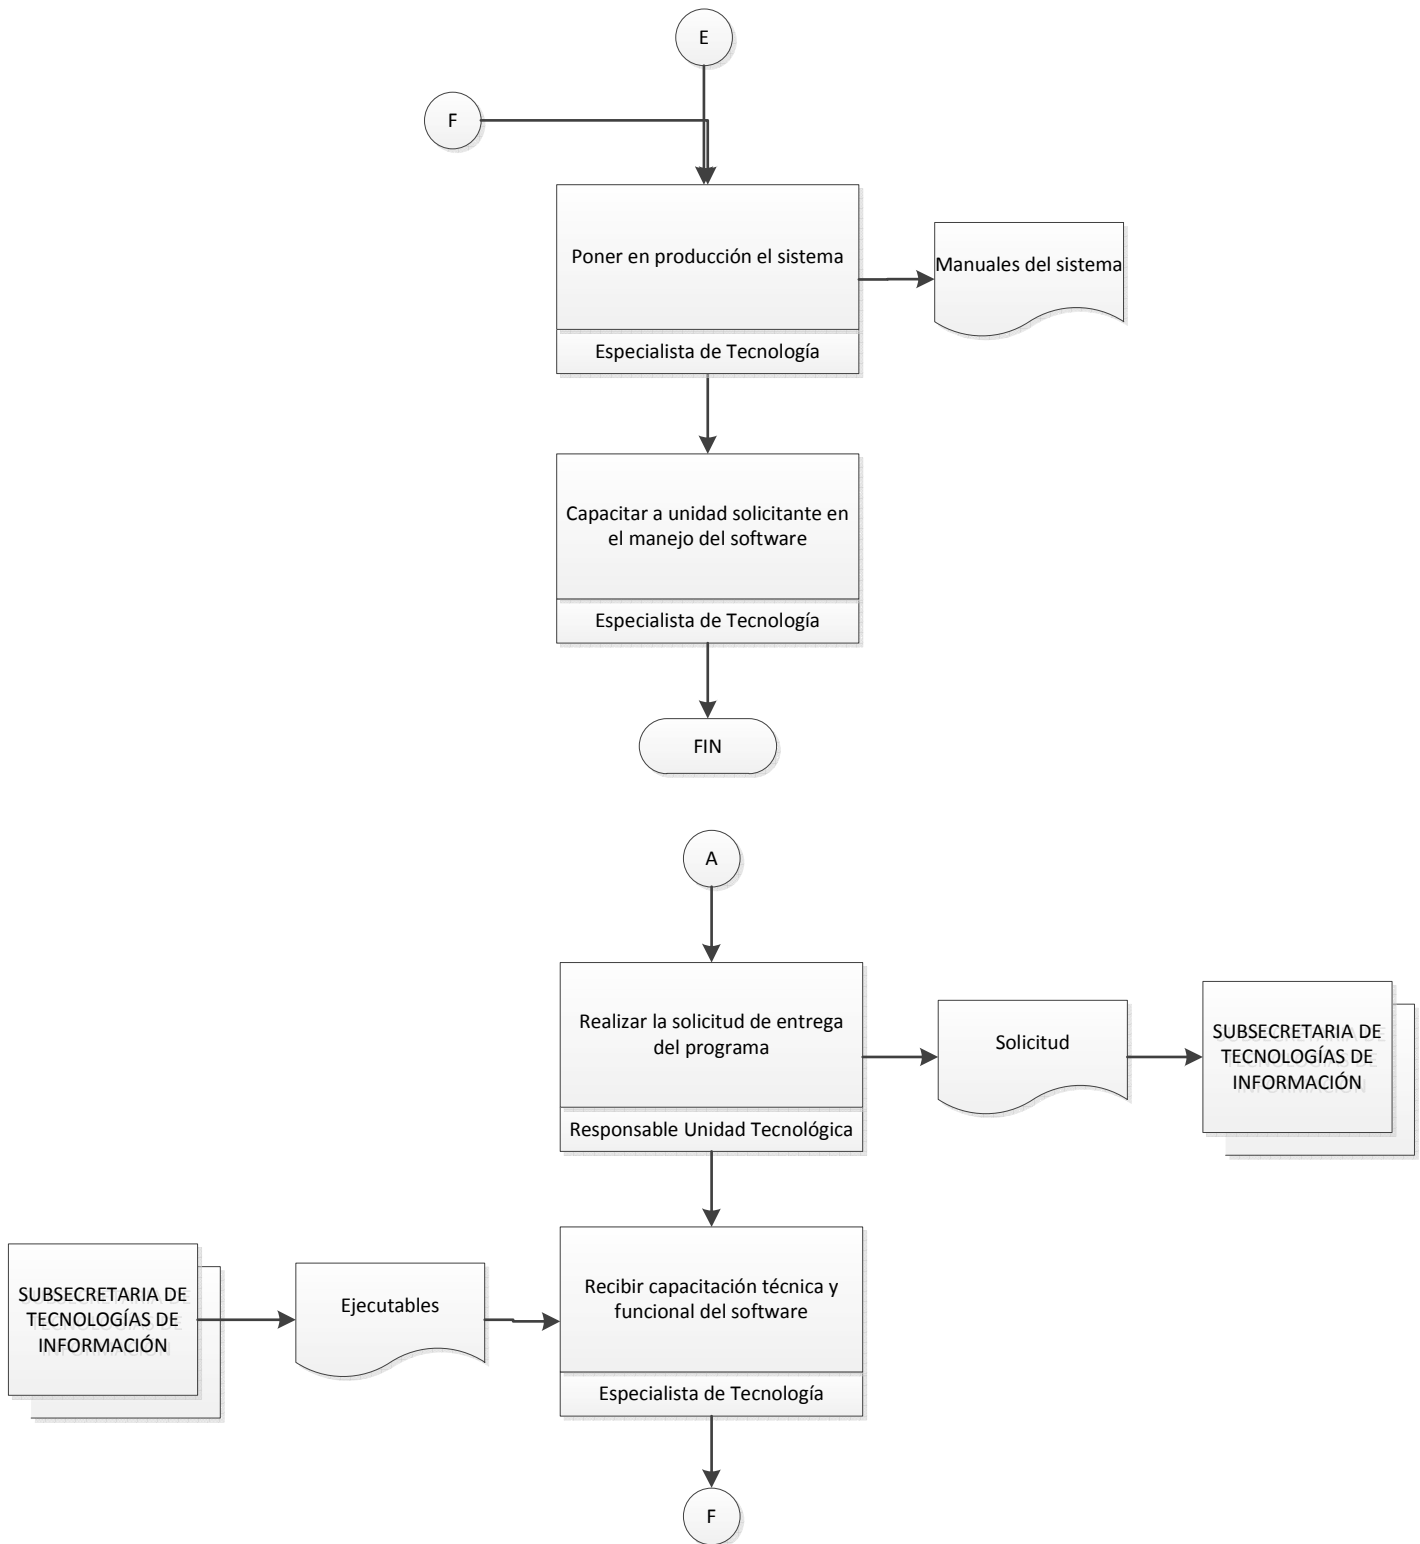 E
F
Poner en producción el sistema
Manuales del sistema
Especialista de Tecnología
Capacitar a unidad solicitante en
el manejo del software
Especialista de Tecnología
FIN
A
Realizar la solicitud de entrega
del programa
Responsable Unidad Tecnológica
Solicitud
SUBSECRETARIA DE
TECNOLOGÍAS DE
INFORMACIÓN
SUBSECRETARIA DE
TECNOLOGÍAS DE
INFORMACIÓN
Ejecutables
Recibir capacitación técnica y
funcional del software
Especialista de Tecnología
F